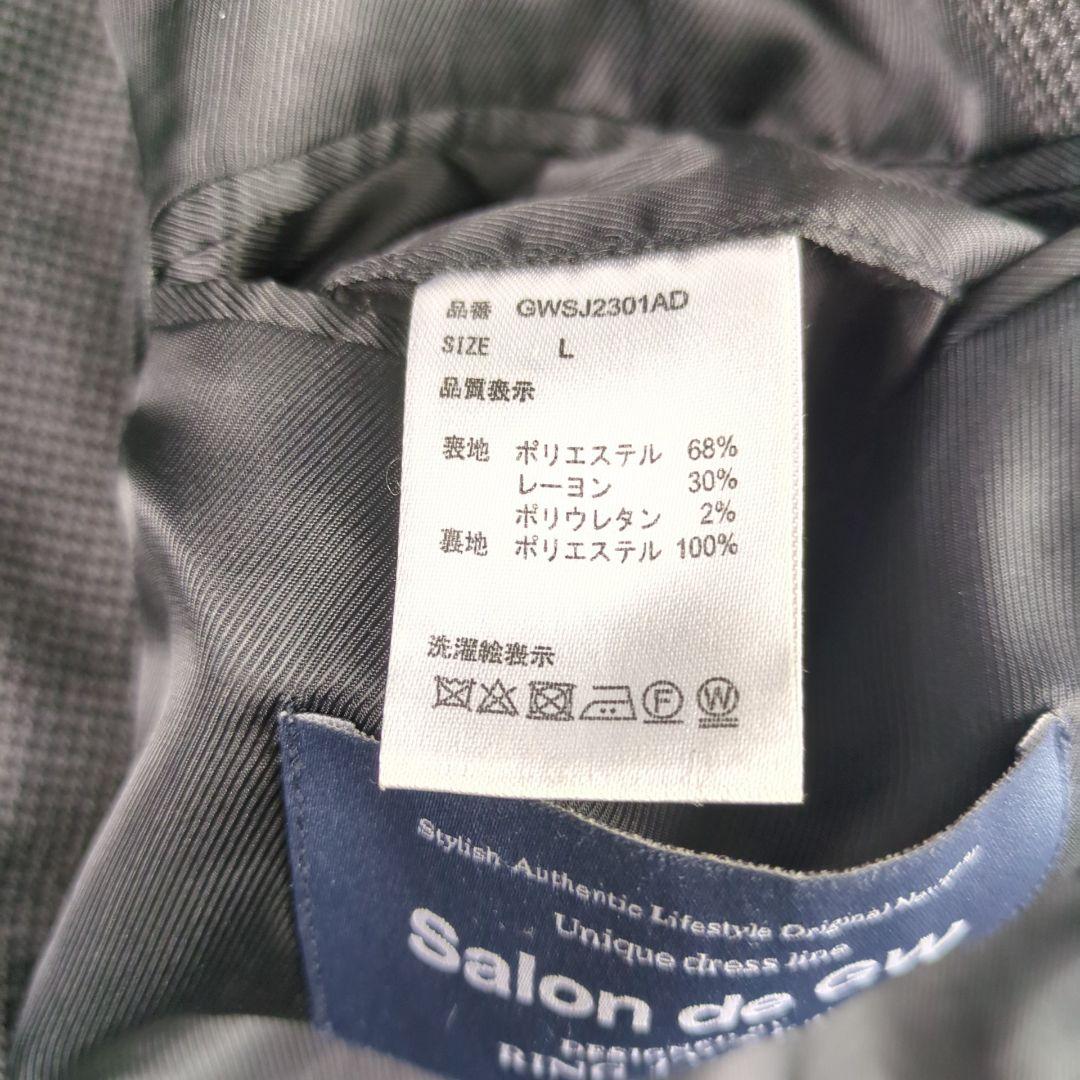 品番 GWSJ2301AD
SIZE L
品質表示
表地 ポリエステル 68%
レーヨン 30%
ポリウレタン 2%
裏地 ポリエステル 100%
洗濯絵表示
F W
Stylish Authentic Lifestyle Original
Unique dress line
Salon de GW